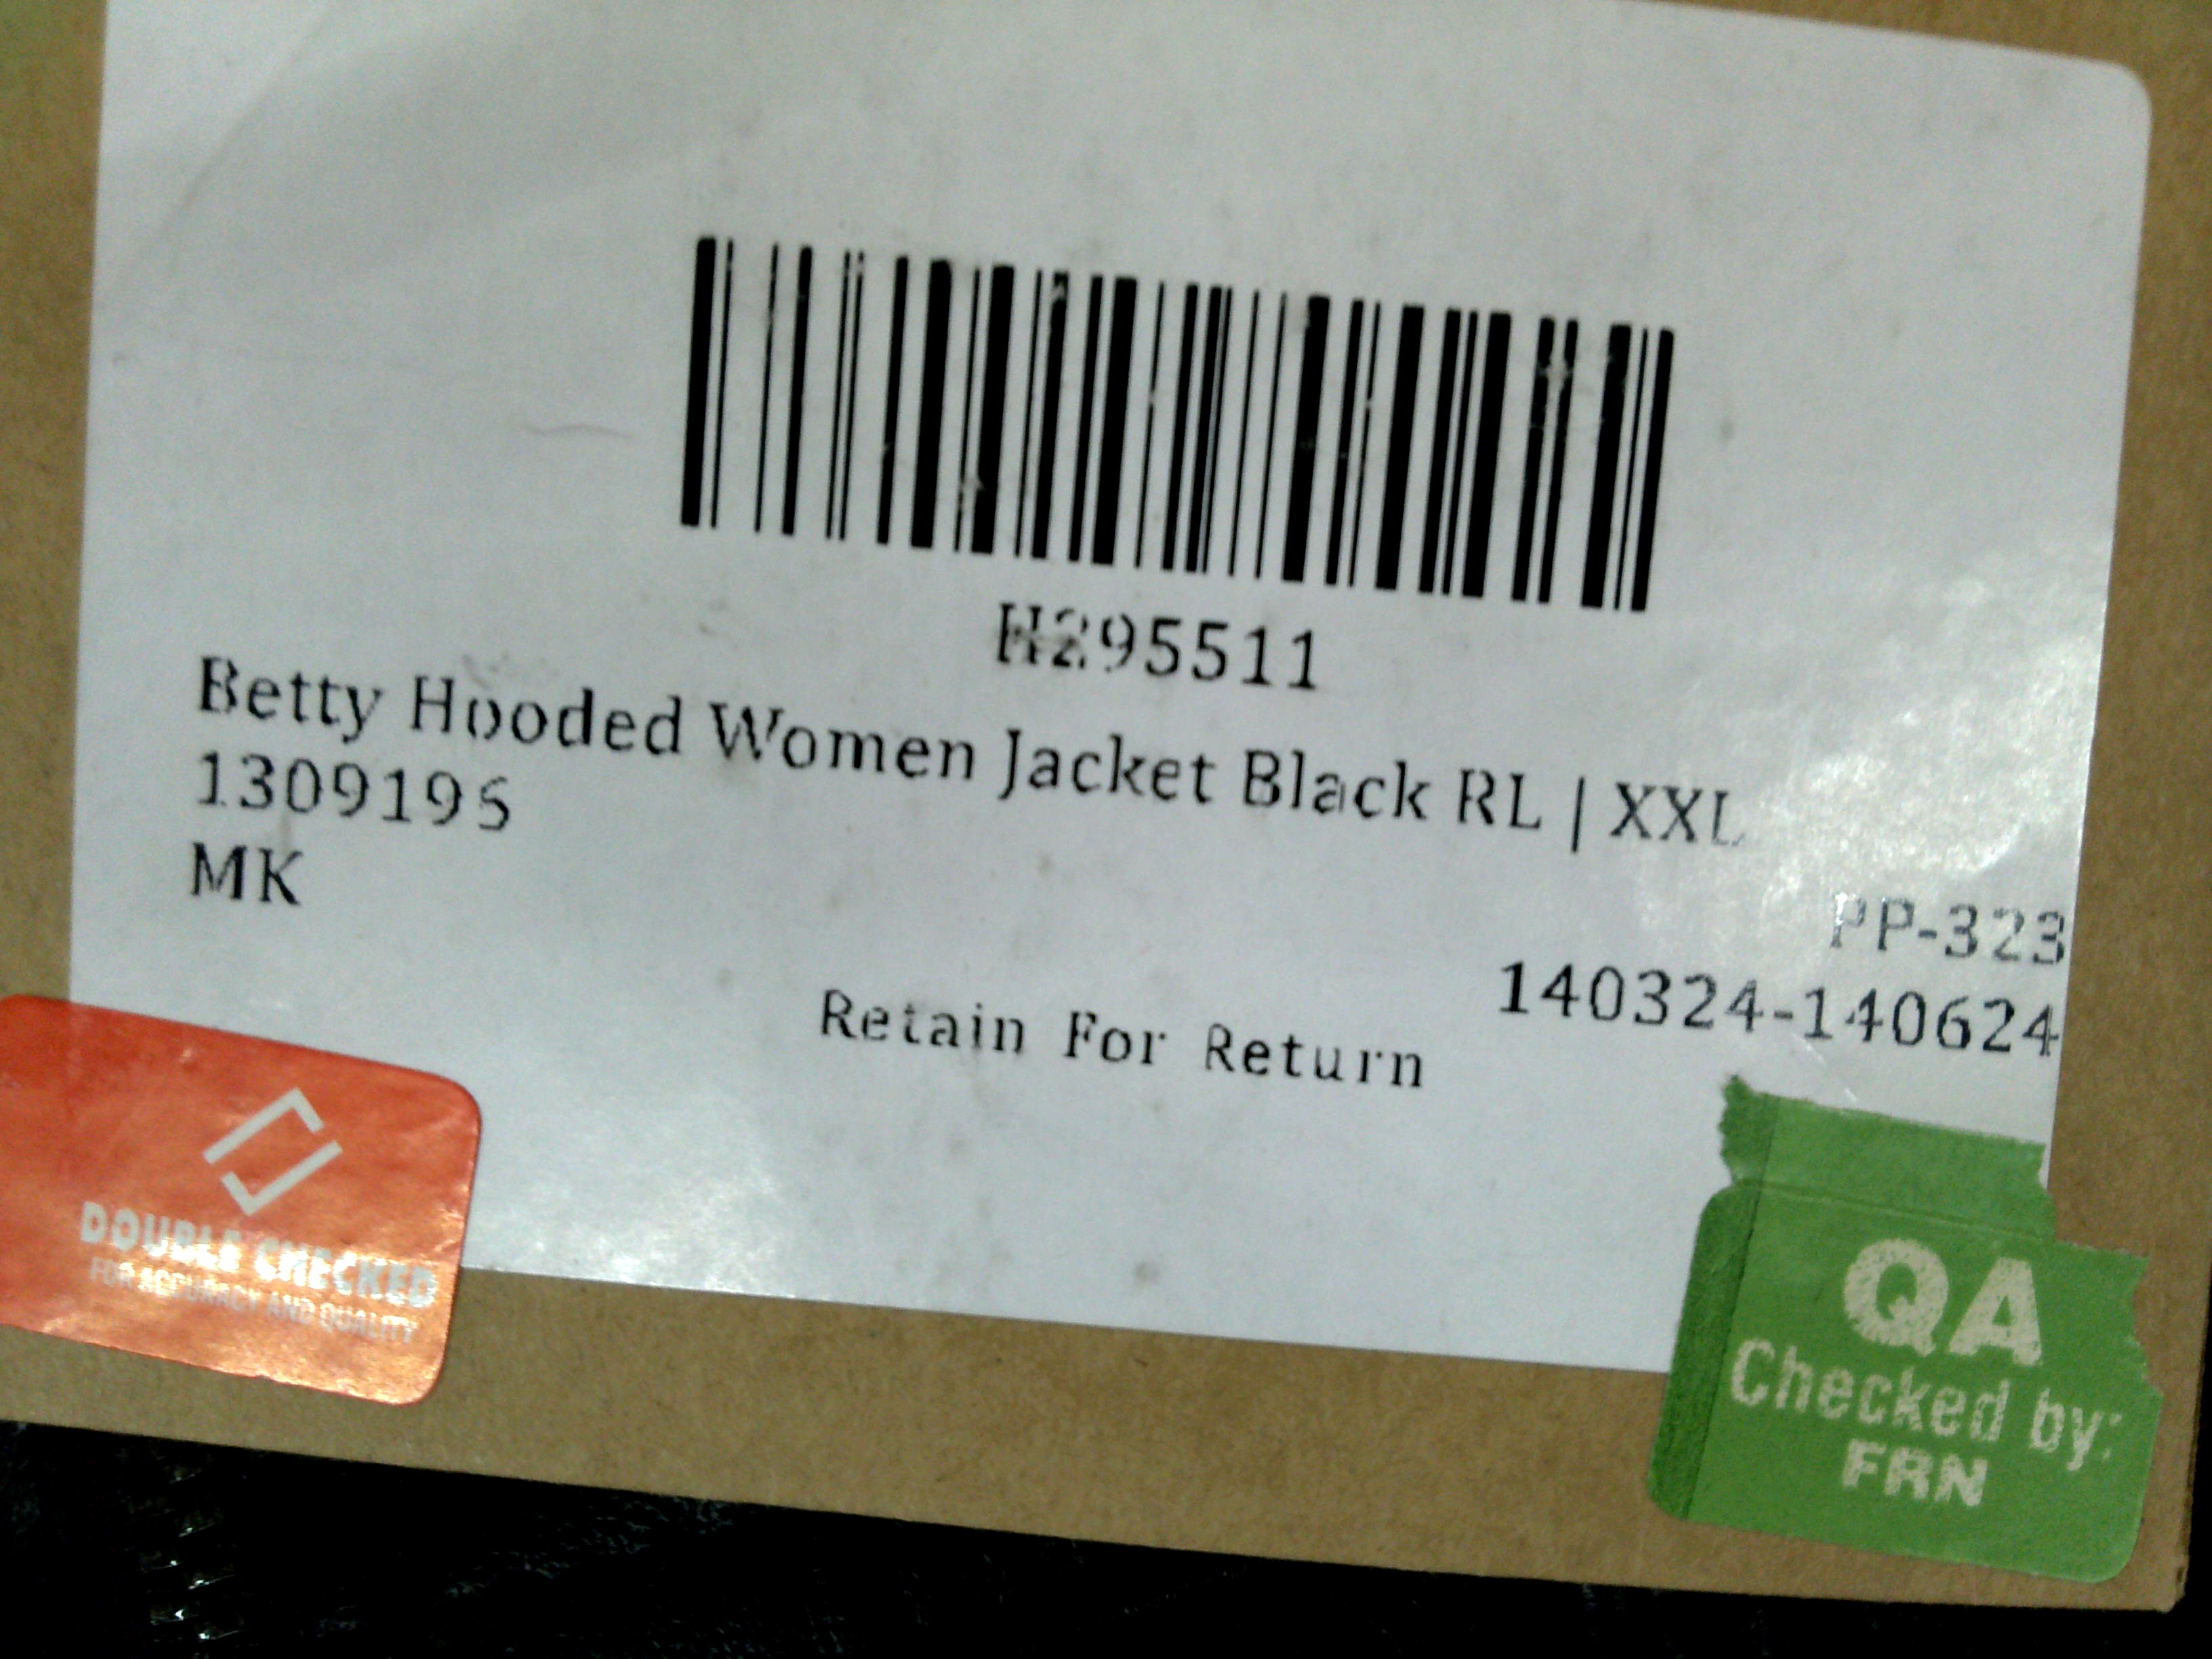 H295511
Betty Hooded Women Jacket Black RL | XXL
1309196
MK
PP-323
140324-140624
Retain For Return
DOUBLE CHECKED
FOR ACCURACY AND QUALITY
QA
Checked by:
FRN